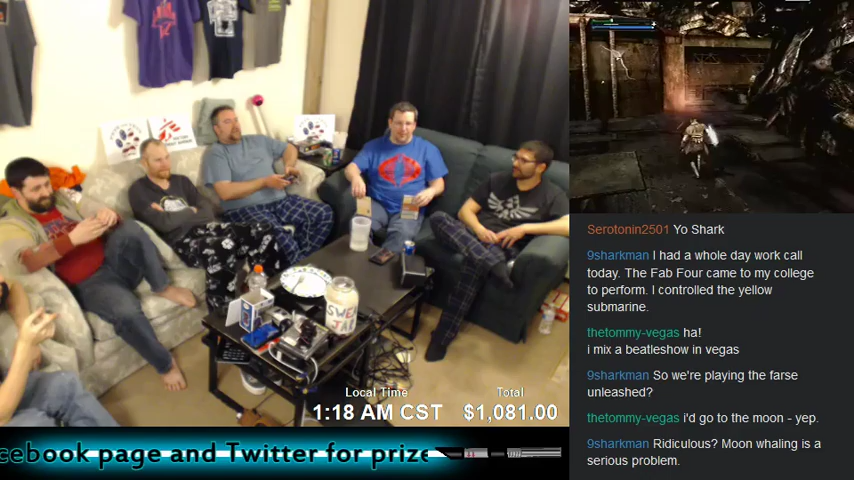 SWEAR
JAR
Local Time
Total
1:18 AM CST
$1,081.00
cebook page and Twitter for prize
Serotonin2501 Yo Shark
9sharkman I had a whole day work call
today. The Fab Four came to my college
to perform. I controlled the yellow
submarine.
thetommy-vegas ha!
i mix a beatleshow in vegas
9sharkman So we're playing the farse
unleashed?
thetommy-vegas i'd go to the moon - yep.
9sharkman Ridiculous? Moon whaling is a
serious problem.